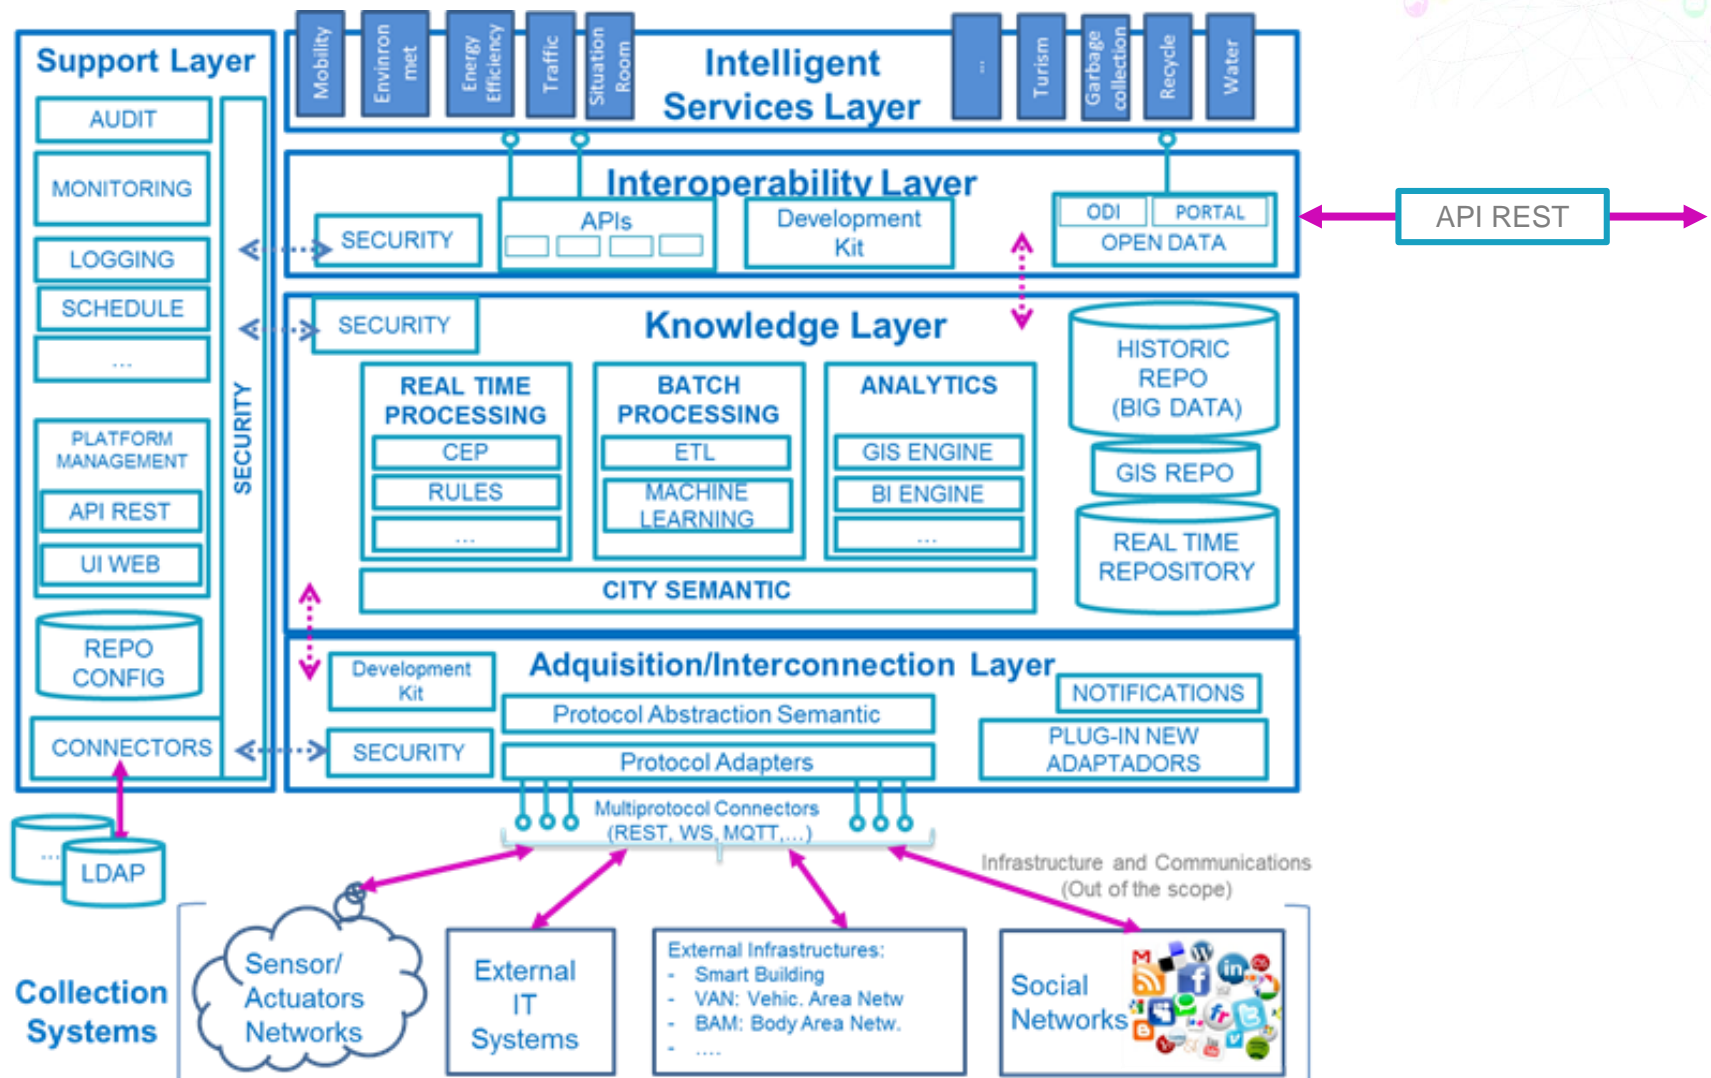 Support Layer
AUDIT
MONITORING
LOGGING
SCHEDULE
...
PLATFORM
MANAGEMENT
API REST
UI WEB
REPO
CONFIG
CONNECTORS
SECURITY
...
LDAP
Mobility
Environ
met
Energy
Efficiency
Traffic
Situation
Room
Intelligent
Services Layer
...
Turism
Garbage
collection
Recycle
Water
Interoperability Layer
SECURITY
APIs
Development
Kit
ODI
PORTAL
OPEN DATA
API REST
SECURITY
Knowledge Layer
REAL TIME
PROCESSING
CEP
RULES
...
BATCH
PROCESSING
ETL
MACHINE
LEARNING
ANALYTICS
GIS ENGINE
BI ENGINE
...
HISTORIC
REPO
(BIG DATA)
GIS REPO
REAL TIME
REPOSITORY
CITY SEMANTIC
Adquisition/Interconnection Layer
Development
Kit
SECURITY
Protocol Abstraction Semantic
Protocol Adapters
NOTIFICATIONS
PLUG-IN NEW
ADAPTADORS
Multiprotocol Connectors
(REST, WS, MQTT,...)
Infrastructure and Communications
(Out of the scope)
Collection
Systems
Sensor/
Actuators
Networks
External
IT
Systems
External Infrastructures:
- Smart Building
- VAN: Vehic. Area Netw
- BAM: Body Area Netw.
- ....
Social
Networks